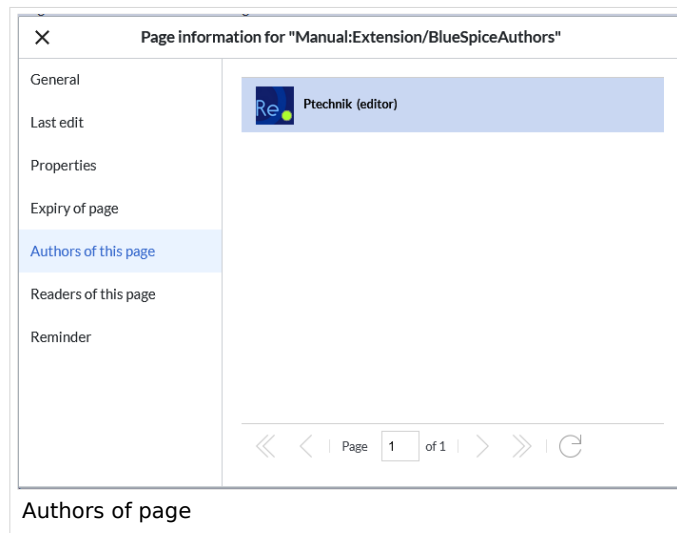 Page information for "Manual:Extension/BlueSpiceAuthors"
General
Last edit
Properties
Expiry of page
Authors of this page
Readers of this page
Reminder
Re.
Ptechnik (editor)
Page 1 of 1
Authors of page